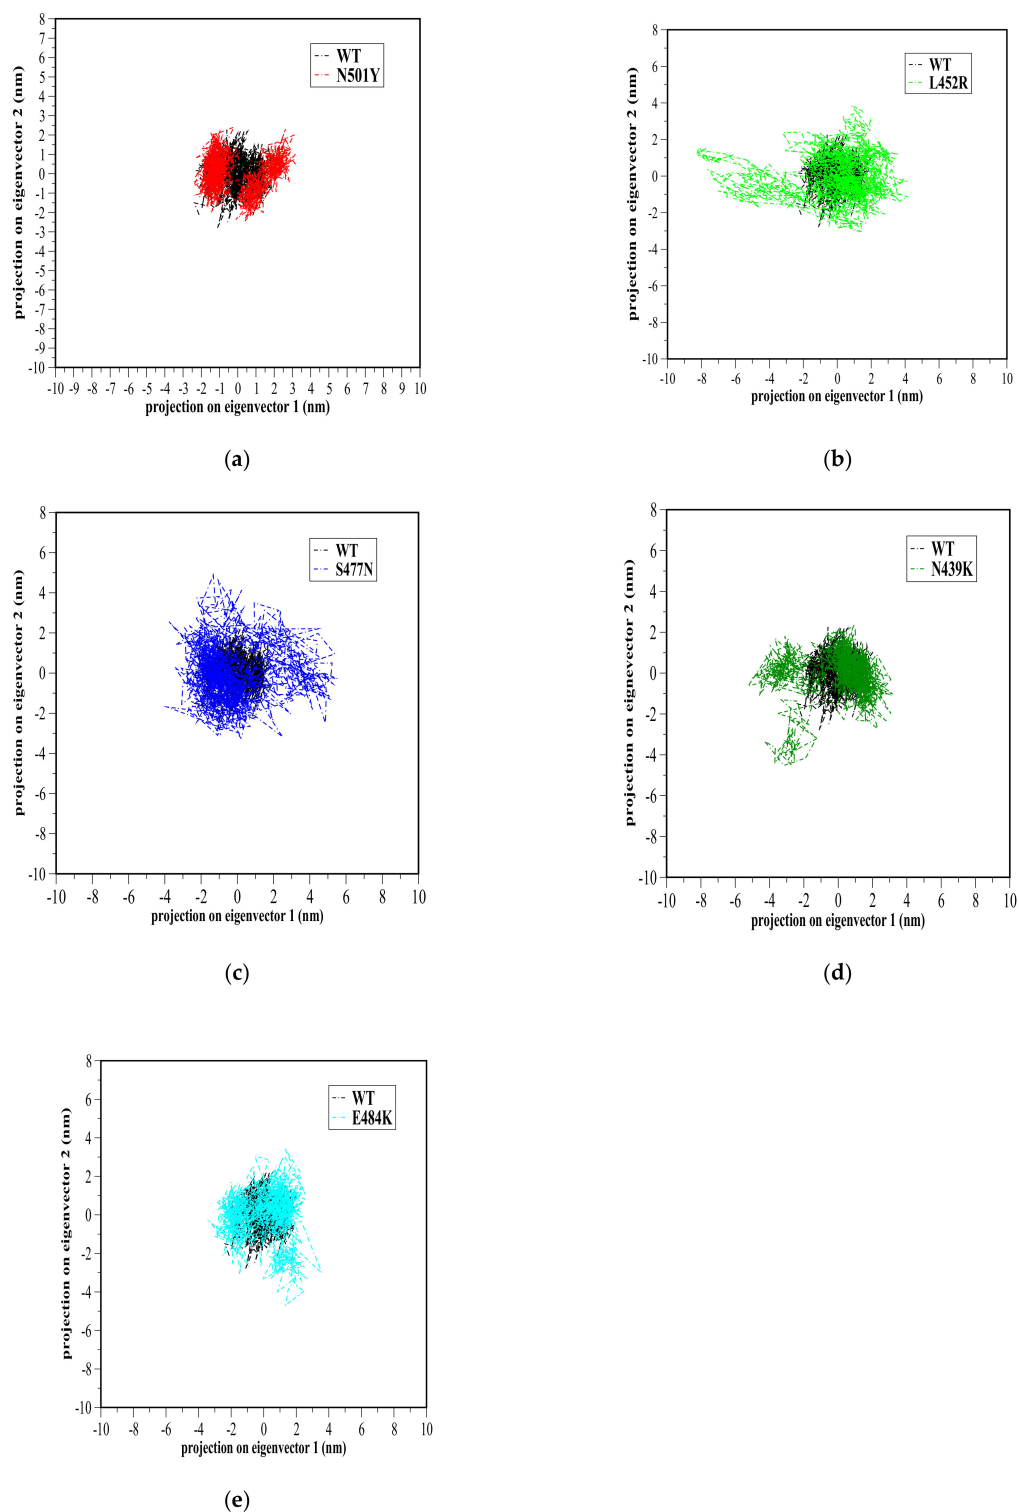 8
7
6
5
4
3
2
1
0
-1
-2
-3
-4
-5
-6
-7
-8
-9
-10
projection on eigenvector 2 (nm)
WT
N501Y
-10 -9 -8 -7 -6 -5 -4 -3 -2 -1 0 1 2 3 4 5 6 7 8 9 10
projection on eigenvector 1 (nm)
(a)
8
6
4
2
0
-2
-4
-6
-8
-10
projection on eigenvector 2 (nm)
WT
L452R
-10 -8 -6 -4 -2 0 2 4 6 8 10
projection on eigenvector 1 (nm)
(b)
8
6
4
2
0
-2
-4
-6
-8
-10
projection on eigenvector 2 (nm)
WT
S477N
-10 -8 -6 -4 -2 0 2 4 6 8 10
projection on eigenvector 1 (nm)
(c)
8
6
4
2
0
-2
-4
-6
-8
-10
projection on eignevector 2 (nm)
WT
N439K
-10 -8 -6 -4 -2 0 2 4 6 8 10
projection on eigenvector 1 (nm)
(d)
8
6
4
2
0
-2
-4
-6
-8
-10
projection on eigenvector 2 (nm)
WT
E484K
-10 -8 -6 -4 -2 0 2 4 6 8 10
projection on eigenvector 1 (nm)
(e)